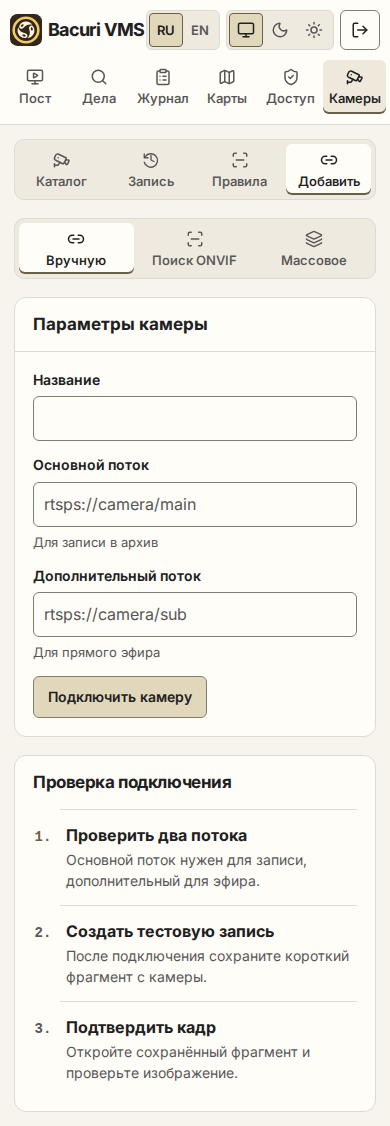 Bacuri VMS RU EN
Пост Дела Журнал Карты Доступ Камеры
Каталог Запись Правила Добавить
Вручную Поиск ONVIF Массовое
Параметры камеры
Название
Основной поток
rtsps://camera/main
Для записи в архив
Дополнительный поток
rtsps://camera/sub
Для прямого эфира
Подключить камеру
Проверка подключения
1. Проверить два потока
Основной поток нужен для записи,
дополнительный для эфира.
2. Создать тестовую запись
После подключения сохраните короткий
фрагмент с камеры.
3. Подтвердить кадр
Откройте сохранённый фрагмент и
проверьте изображение.